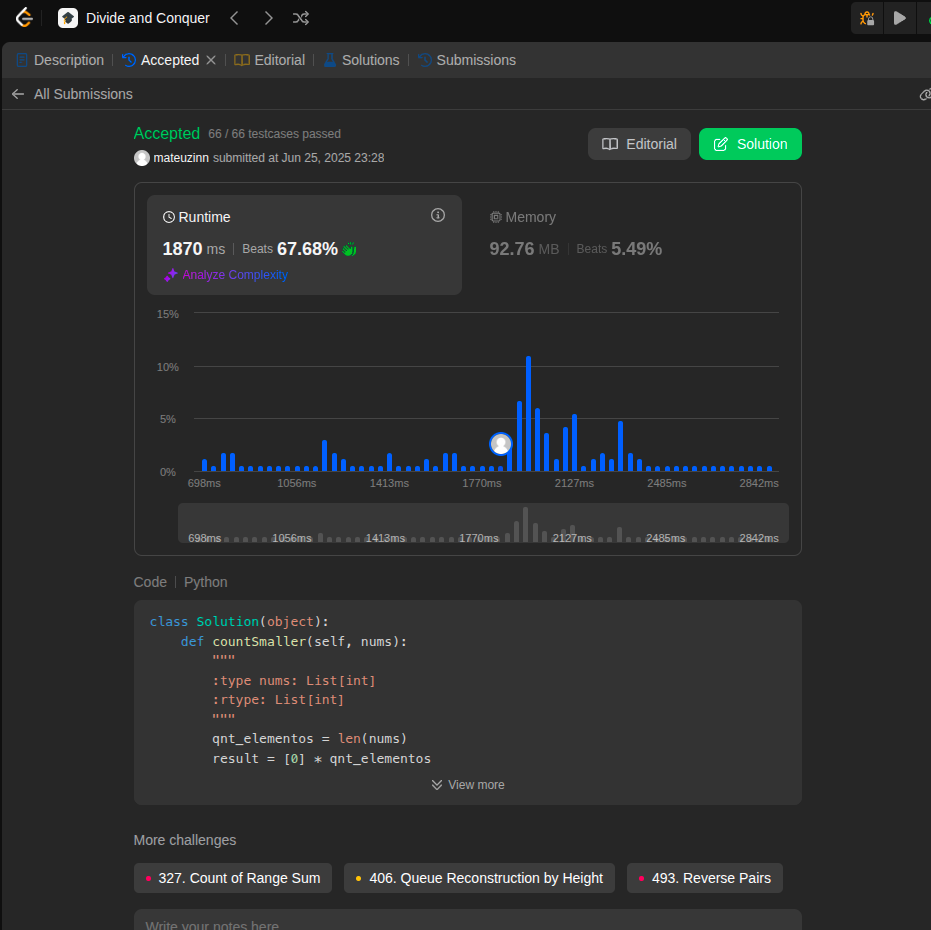 Divide and Conquer
Description | Accepted | Editorial | Solutions | Submissions
All Submissions
Accepted 66 / 66 testcases passed
mateuzinn submitted at Jun 25, 2025 23:28
Editorial
Solution
Runtime
1870 ms | Beats 67.68%
Analyze Complexity
Memory
92.76 MB | Beats 5.49%
15%
10%
5%
0%
698ms 1056ms 1413ms 1770ms 2127ms 2485ms 2842ms
698ms 1056ms 1413ms 1770ms 2127ms 2485ms 2842ms
Code | Python
class Solution(object):
    def countSmaller(self, nums):
        """
        :type nums: List[int]
        :rtype: List[int]
        """
        qnt_elementos = len(nums)
        result = [0] * qnt_elementos
View more
More challenges
327. Count of Range Sum
406. Queue Reconstruction by Height
493. Reverse Pairs
Write your notes here